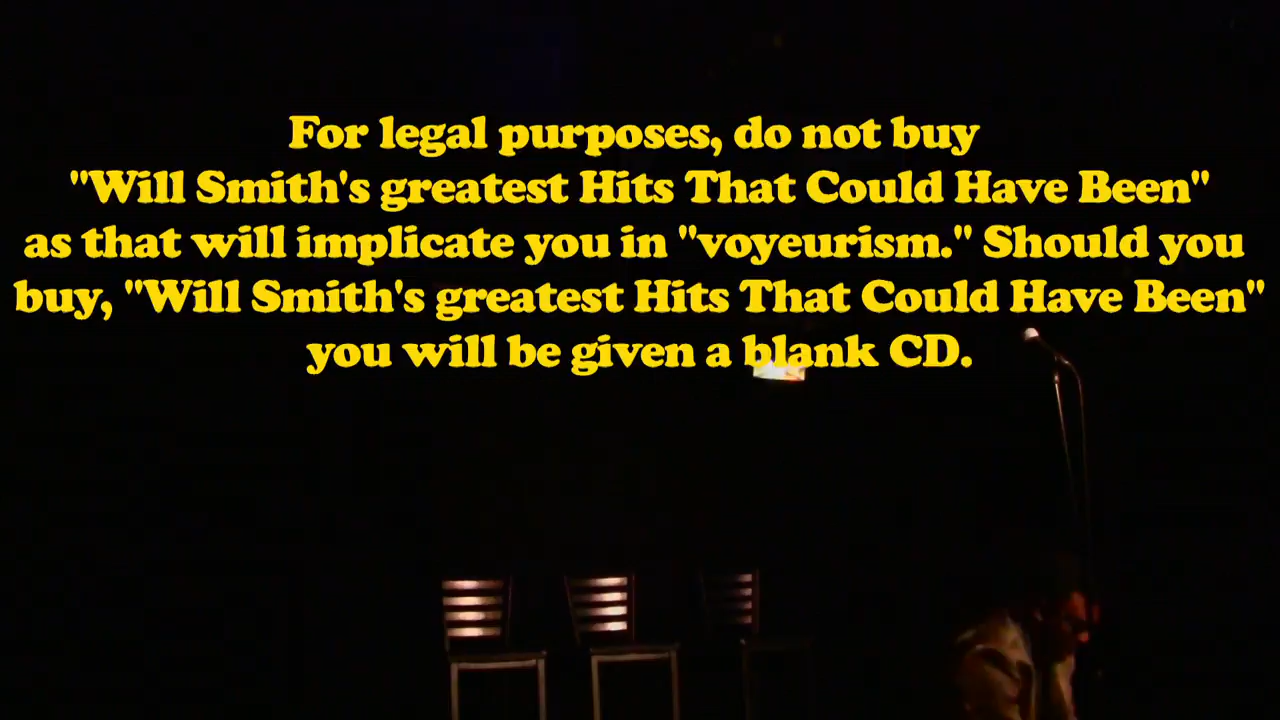 For legal purposes, do not buy
"Will Smith's greatest Hits That Could Have Been"
as that will implicate you in "voyeurism." Should you
buy, "Will Smith's greatest Hits That Could Have Been"
you will be given a blank CD.